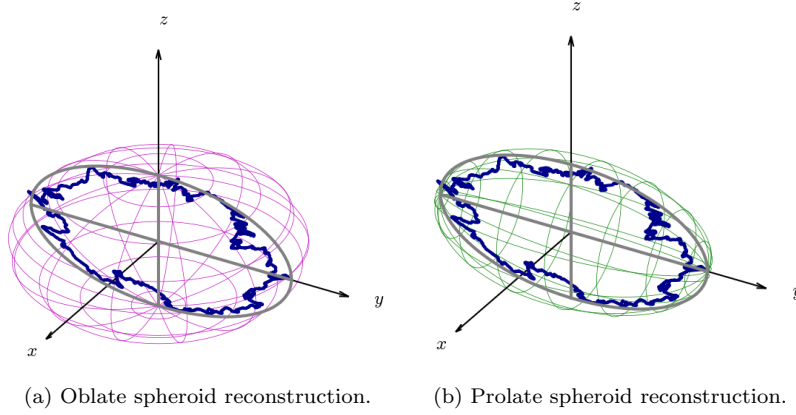 z
z
y
y
x
x
(a) Oblate spheroid reconstruction.
(b) Prolate spheroid reconstruction.